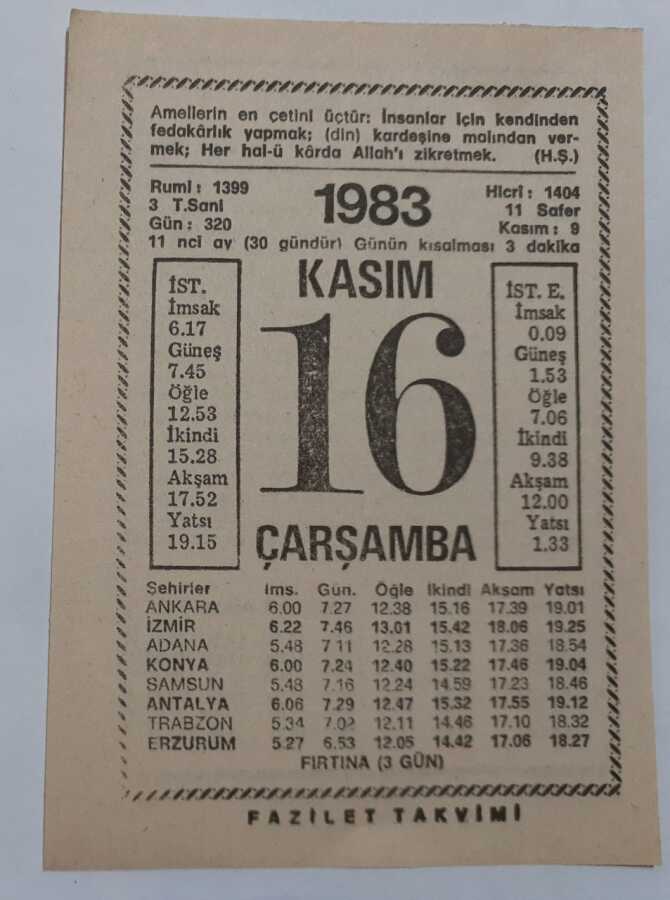 Amellerin en çetini üçtür: İnsanlar için kendinden
fedakârlık yapmak; (din) kardeşine malından ver-
mek; Her hal-ü kârda Allah'ı zikretmek. (H.Ş.)
Rumi: 1399
3 T.Sani
Gün: 320
1983
Hicri: 1404
11 Safer
Kasım: 9
11 nci ay (30 gündür) Günün kısalması 3 dakika
KASIM
16
ÇARŞAMBA
İST.
İmsak
6.17
Güneş
7.45
Öğle
12.53
İkindi
15.28
Akşam
17.52
Yatsı
19.15
İST. E.
İmsak
0.09
Güneş
1.53
Öğle
7.06
İkindi
9.38
Akşam
12.00
Yatsı
1.33
Şehirler İms. Gün. Öğle İkindi Akşam Yatsı
ANKARA 6.00 7.27 12.38 15.16 17.39 19.01
İZMİR 6.22 7.46 13.01 15.42 18.06 19.25
ADANA 5.48 7 11 12.28 15.13 17.36 18.54
KONYA 6.00 7.24 12.40 15.22 17.46 19.04
SAMSUN 5.43 7.16 12.24 14.59 17.23 18.46
ANTALYA 6.06 7.29 12.47 15.32 17.55 19.12
TRABZON 5.34 7.02 12.11 14.46 17.10 18.32
ERZURUM 5.27 6.53 12.05 14.42 17.06 18.27
FIRTINA (3 GÜN)
FAZİLET TAKVİMİ